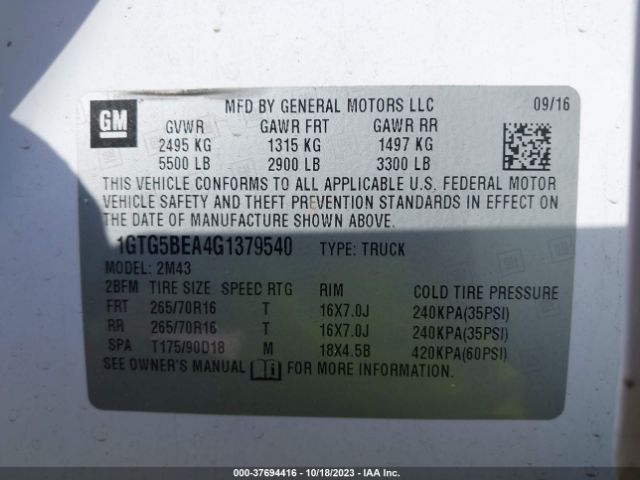 GM
MFD BY GENERAL MOTORS LLC 09/16
GVWR GAWR FRT GAWR RR
2495 KG 1315 KG 1497 KG
5500 LB 2900 LB 3300 LB
THIS VEHICLE CONFORMS TO ALL APPLICABLE U.S. FEDERAL MOTOR
VEHICLE SAFETY AND THEFT PREVENTION STANDARDS IN EFFECT ON
THE DATE OF MANUFACTURE SHOWN ABOVE.
1GTG5BEA4G1379540 TYPE: TRUCK
MODEL: 2M43
2BFM TIRE SIZE SPEED RTG RIM COLD TIRE PRESSURE
FRT 265/70R16 T 16X7.0J 240KPA(35PSI)
RR 265/70R16 T 16X7.0J 240KPA(35PSI)
SPA T175/90D18 M 18X4.5B 420KPA(60PSI)
SEE OWNER'S MANUAL FOR MORE INFORMATION.
000-37694416 - 10/18/2023 - IAA Inc.